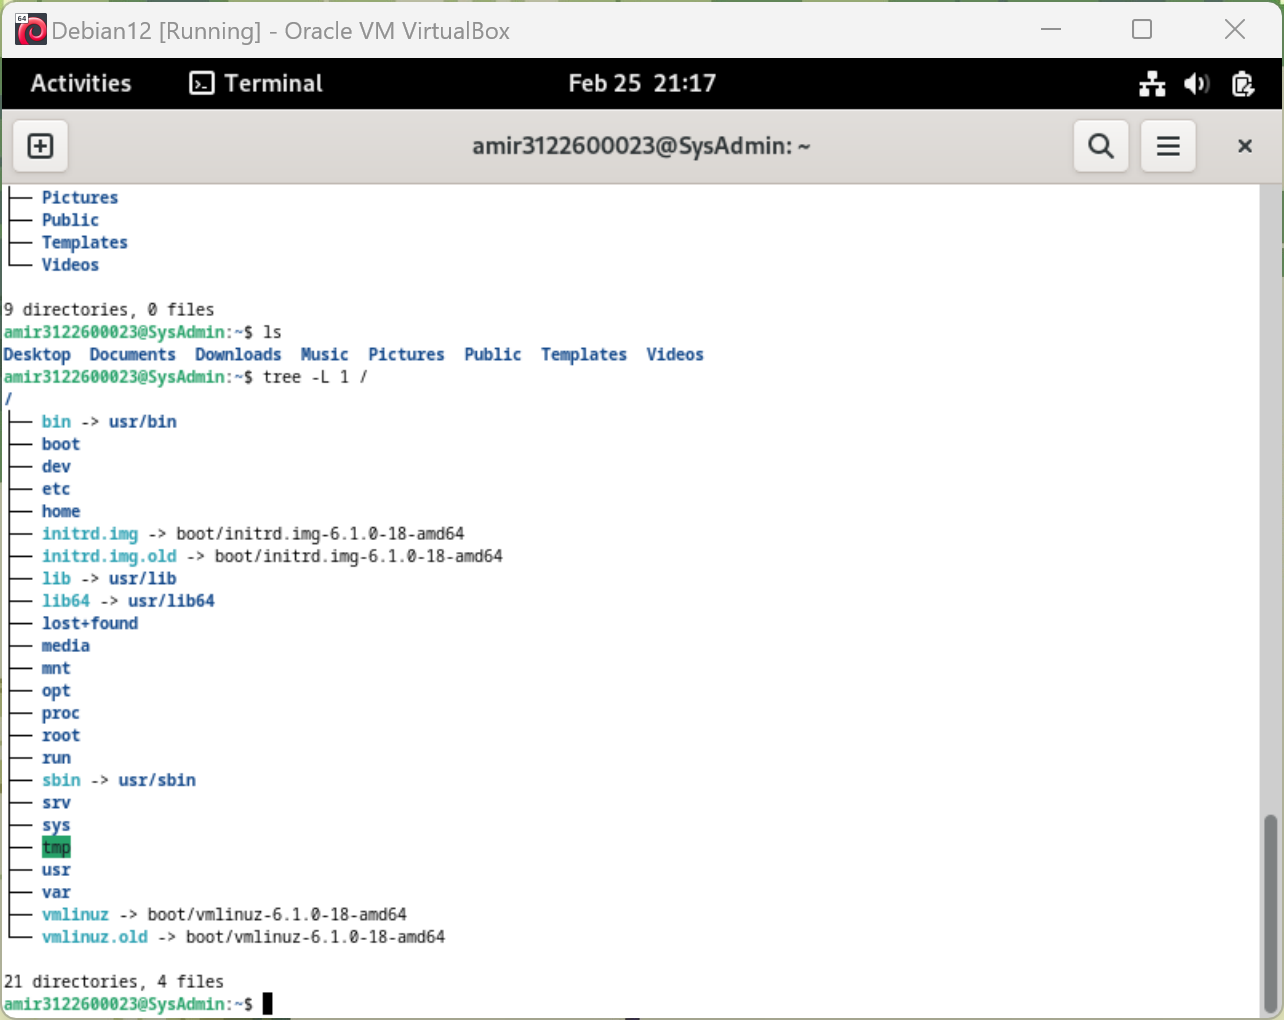 64
Debian12 [Running] - Oracle VM VirtualBox
Activities Terminal Feb 25 21:17
amir3122600023@SysAdmin: ~
├── Pictures
├── Public
├── Templates
└── Videos
9 directories, 0 files
amir3122600023@SysAdmin:~$ ls
Desktop Documents Downloads Music Pictures Public Templates Videos
amir3122600023@SysAdmin:~$ tree -L 1 /
/
├── bin -> usr/bin
├── boot
├── dev
├── etc
├── home
├── initrd.img -> boot/initrd.img-6.1.0-18-amd64
├── initrd.img.old -> boot/initrd.img-6.1.0-18-amd64
├── lib -> usr/lib
├── lib64 -> usr/lib64
├── lost+found
├── media
├── mnt
├── opt
├── proc
├── root
├── run
├── sbin -> usr/sbin
├── srv
├── sys
├── tmp
├── usr
├── var
├── vmlinuz -> boot/vmlinuz-6.1.0-18-amd64
└── vmlinuz.old -> boot/vmlinuz-6.1.0-18-amd64
21 directories, 4 files
amir3122600023@SysAdmin:~$